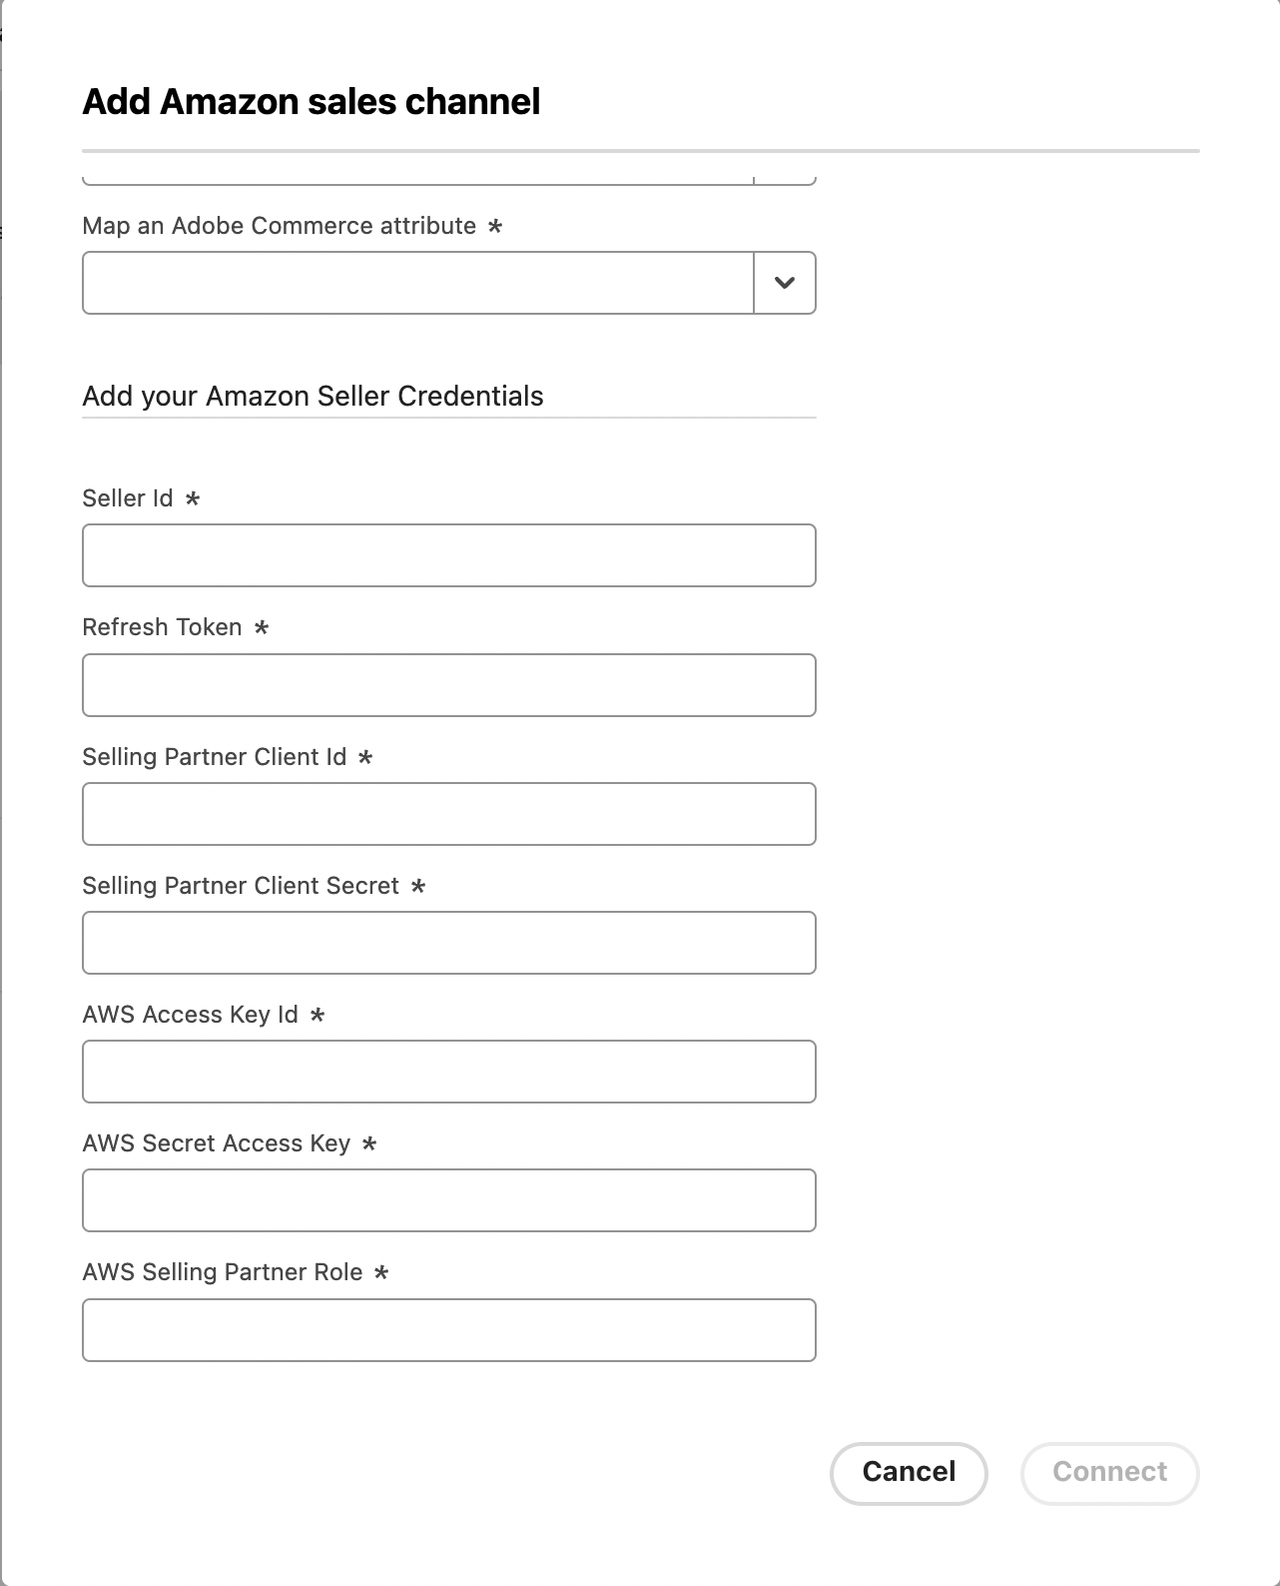 Add Amazon sales channel
Map an Adobe Commerce attribute *
Add your Amazon Seller Credentials
Seller Id *
Refresh Token *
Selling Partner Client Id *
Selling Partner Client Secret *
AWS Access Key Id *
AWS Secret Access Key *
AWS Selling Partner Role *
Cancel
Connect